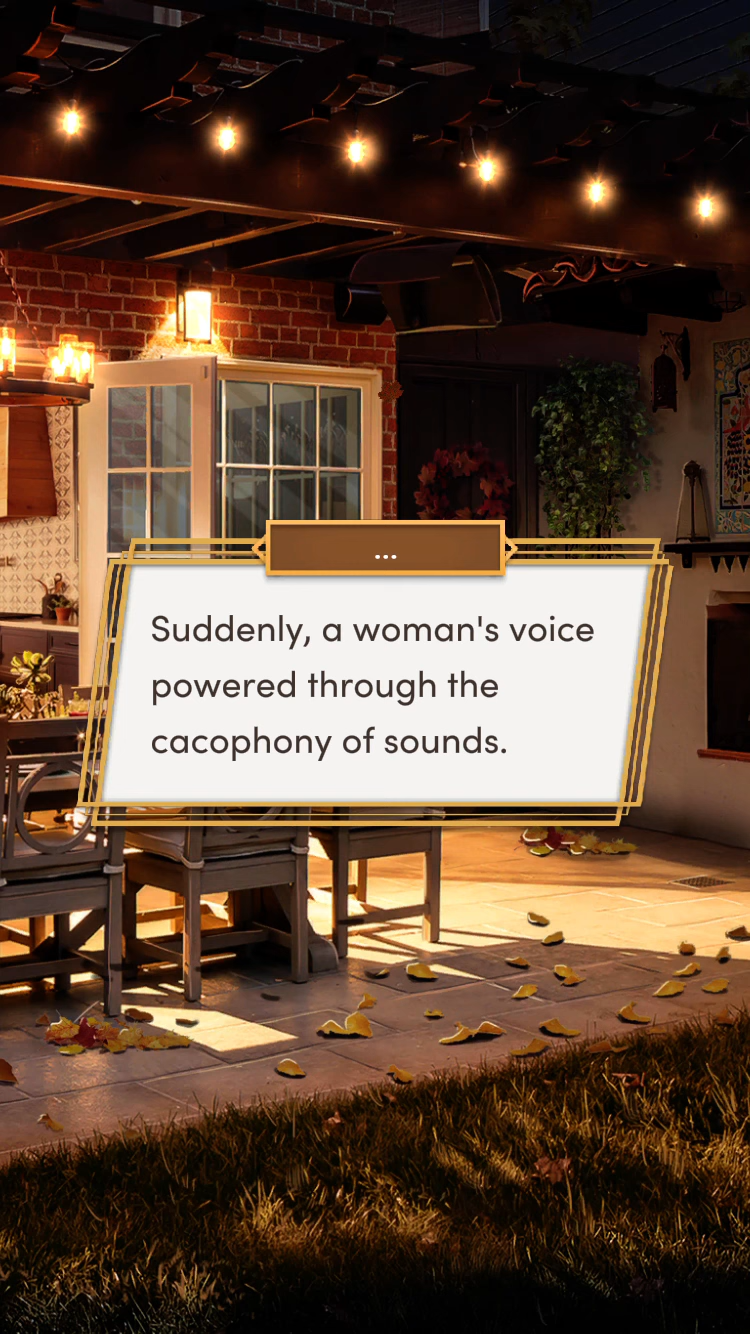 ...
Suddenly, a woman's voice
powered through the
cacophony of sounds.